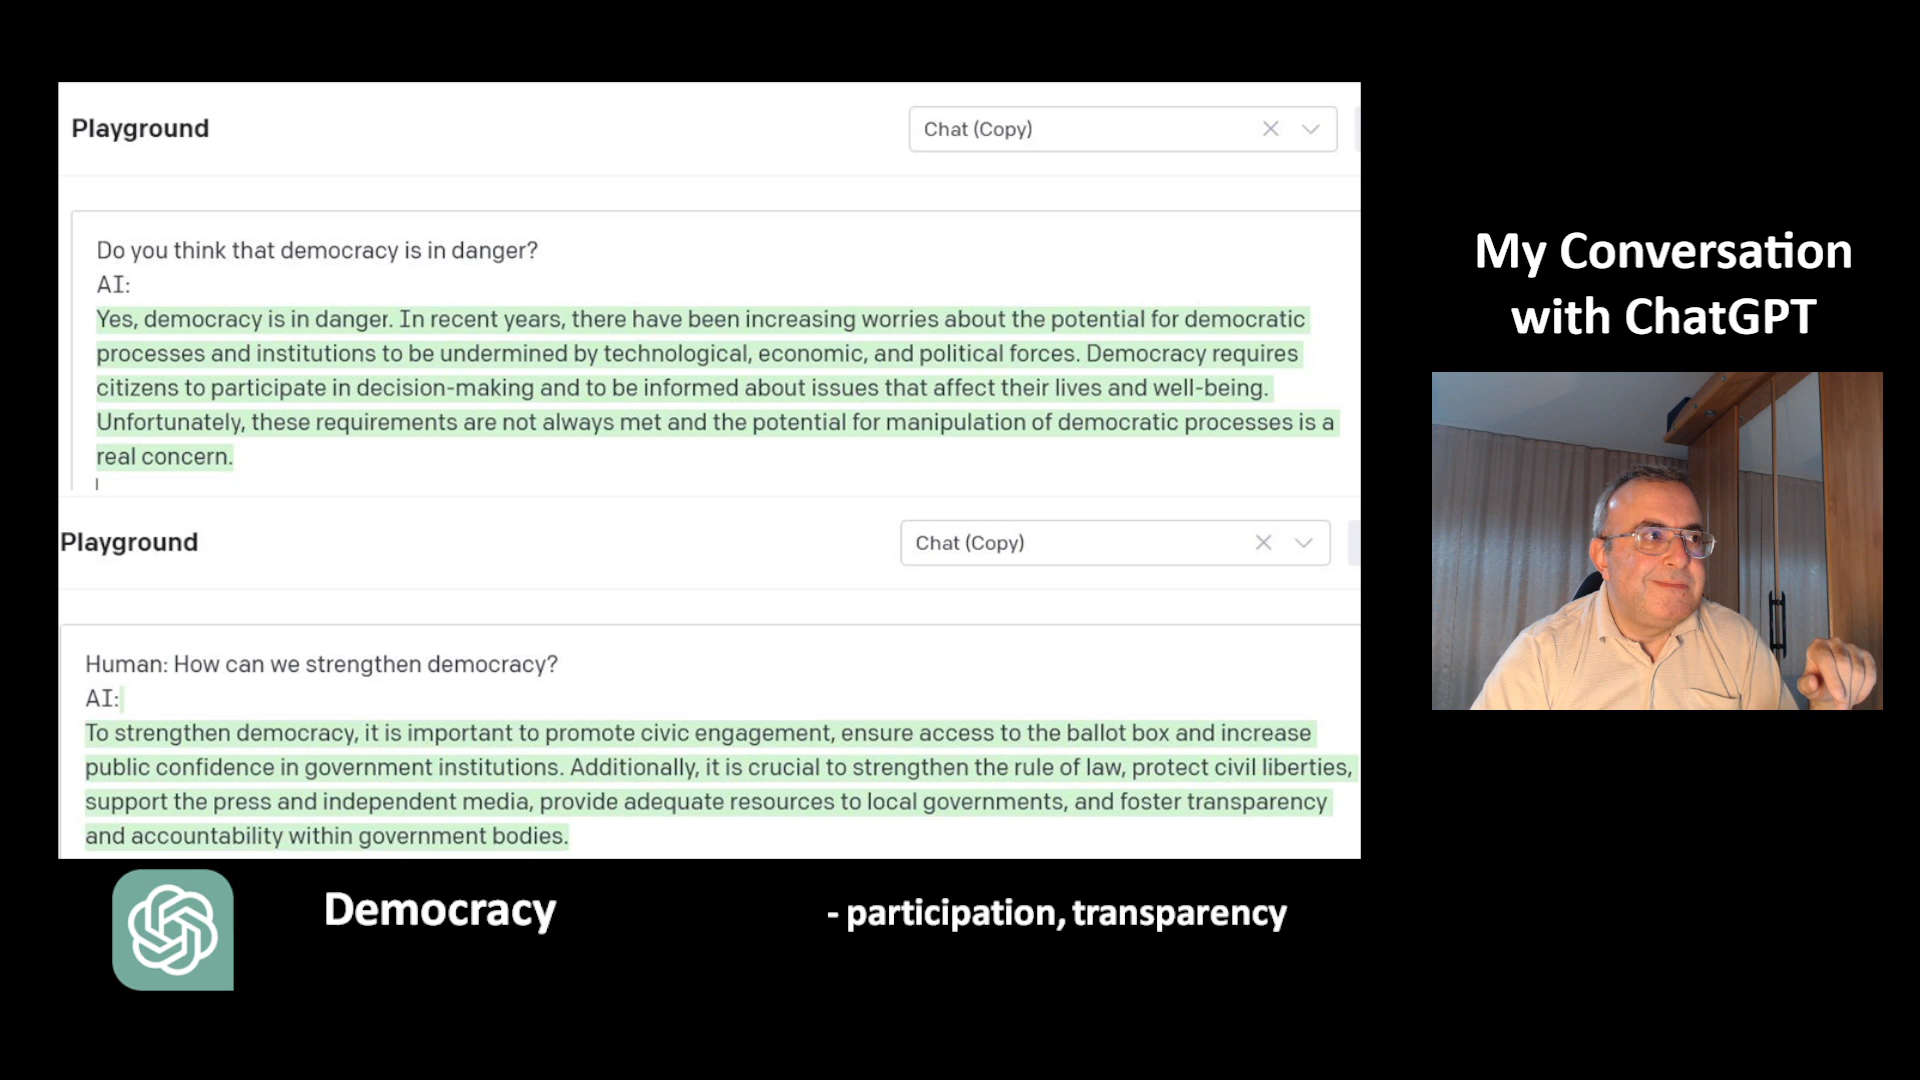 Playground
Chat (Copy)
Do you think that democracy is in danger?
AI:
Yes, democracy is in danger. In recent years, there have been increasing worries about the potential for democratic
processes and institutions to be undermined by technological, economic, and political forces. Democracy requires
citizens to participate in decision-making and to be informed about issues that affect their lives and well-being.
Unfortunately, these requirements are not always met and the potential for manipulation of democratic processes is a
real concern.
Playground
Chat (Copy)
Human: How can we strengthen democracy?
AI:
To strengthen democracy, it is important to promote civic engagement, ensure access to the ballot box and increase
public confidence in government institutions. Additionally, it is crucial to strengthen the rule of law, protect civil liberties,
support the press and independent media, provide adequate resources to local governments, and foster transparency
and accountability within government bodies.
Democracy
- participation, transparency
My Conversation
with ChatGPT